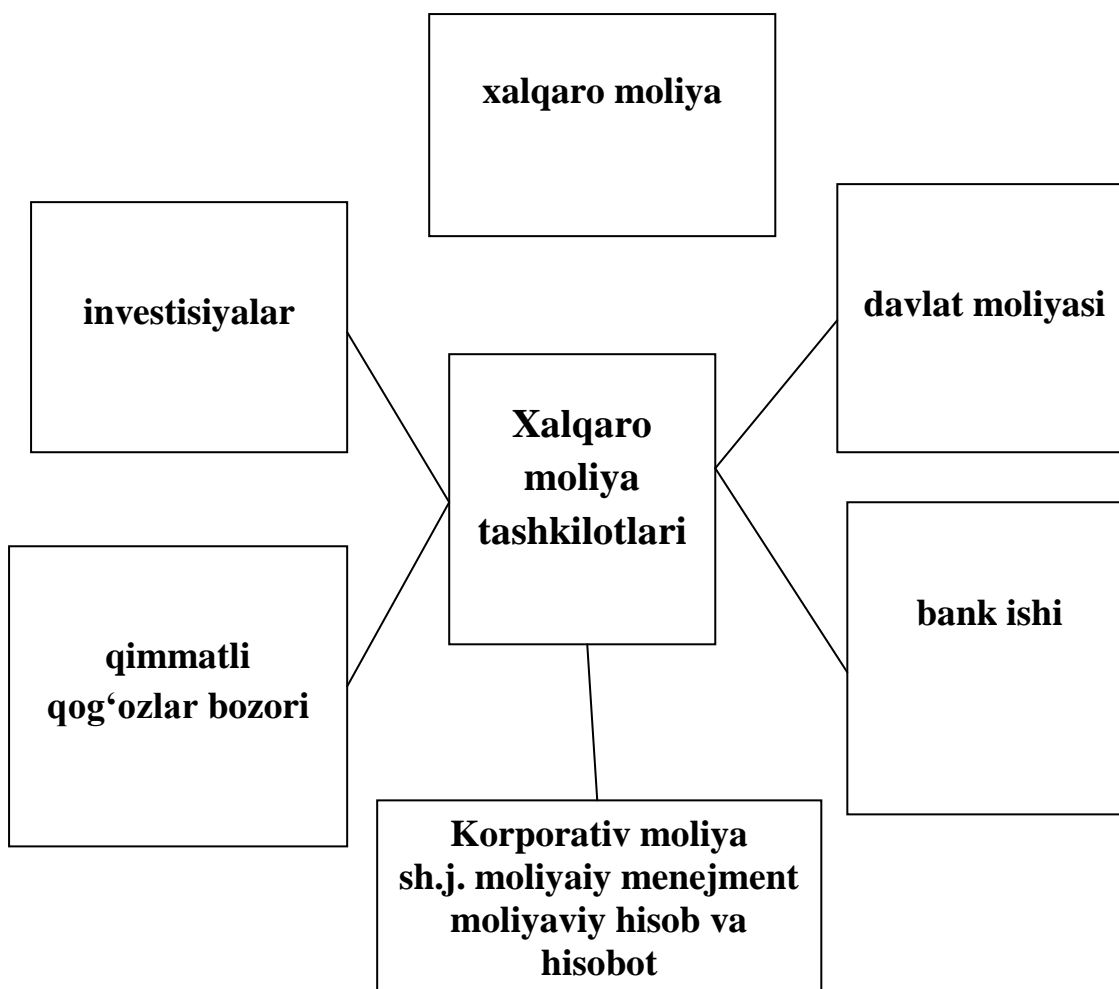 xalqaro moliya
investisiyalar
davlat moliyasi
Xalqaro
moliya
tashkilotlari
qimmatli
qog‘ozlar bozori
bank ishi
Korporativ moliya
sh.j. moliyaiy menejment
moliyaviy hisob va
hisobot